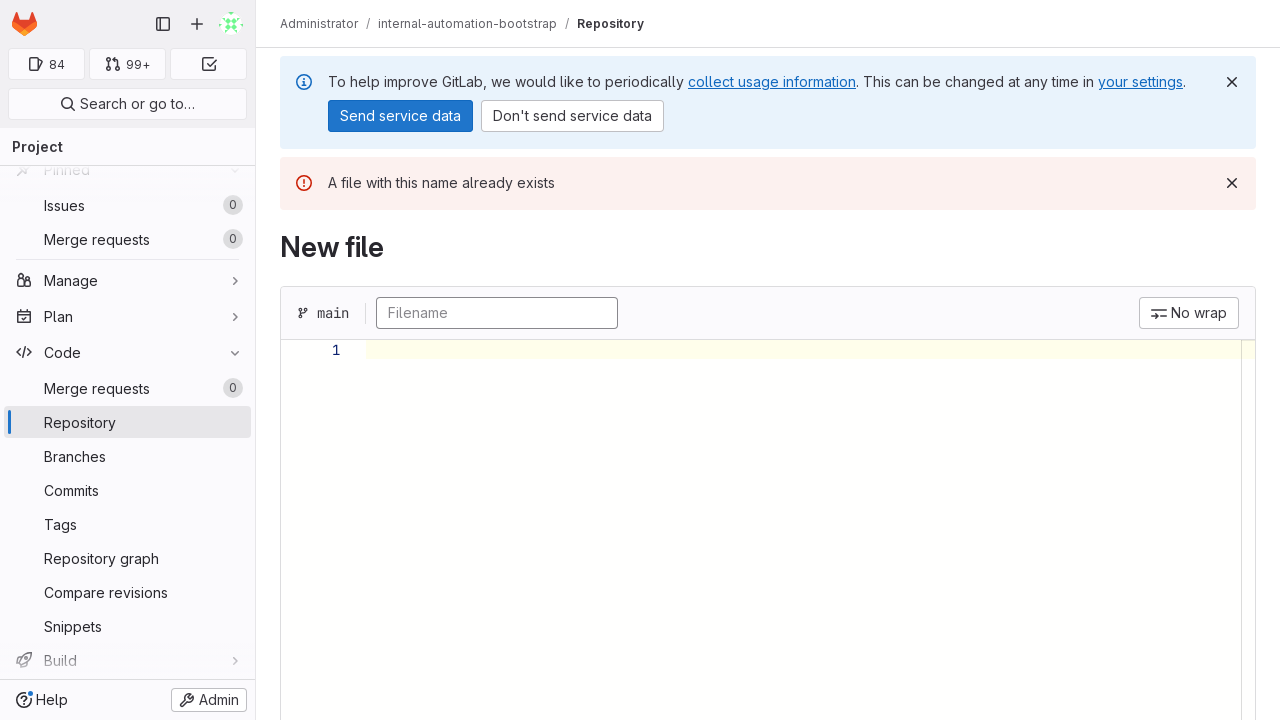 84
99+
Search or go to…
Project
Pinned
Issues 0
Merge requests 0
Manage
Plan
Code
Merge requests 0
Repository
Branches
Commits
Tags
Repository graph
Compare revisions
Snippets
Build
Help
Admin
Administrator / internal-automation-bootstrap / Repository
To help improve GitLab, we would like to periodically collect usage information. This can be changed at any time in your settings.
Send service data
Don't send service data
A file with this name already exists
New file
main
Filename
No wrap
1